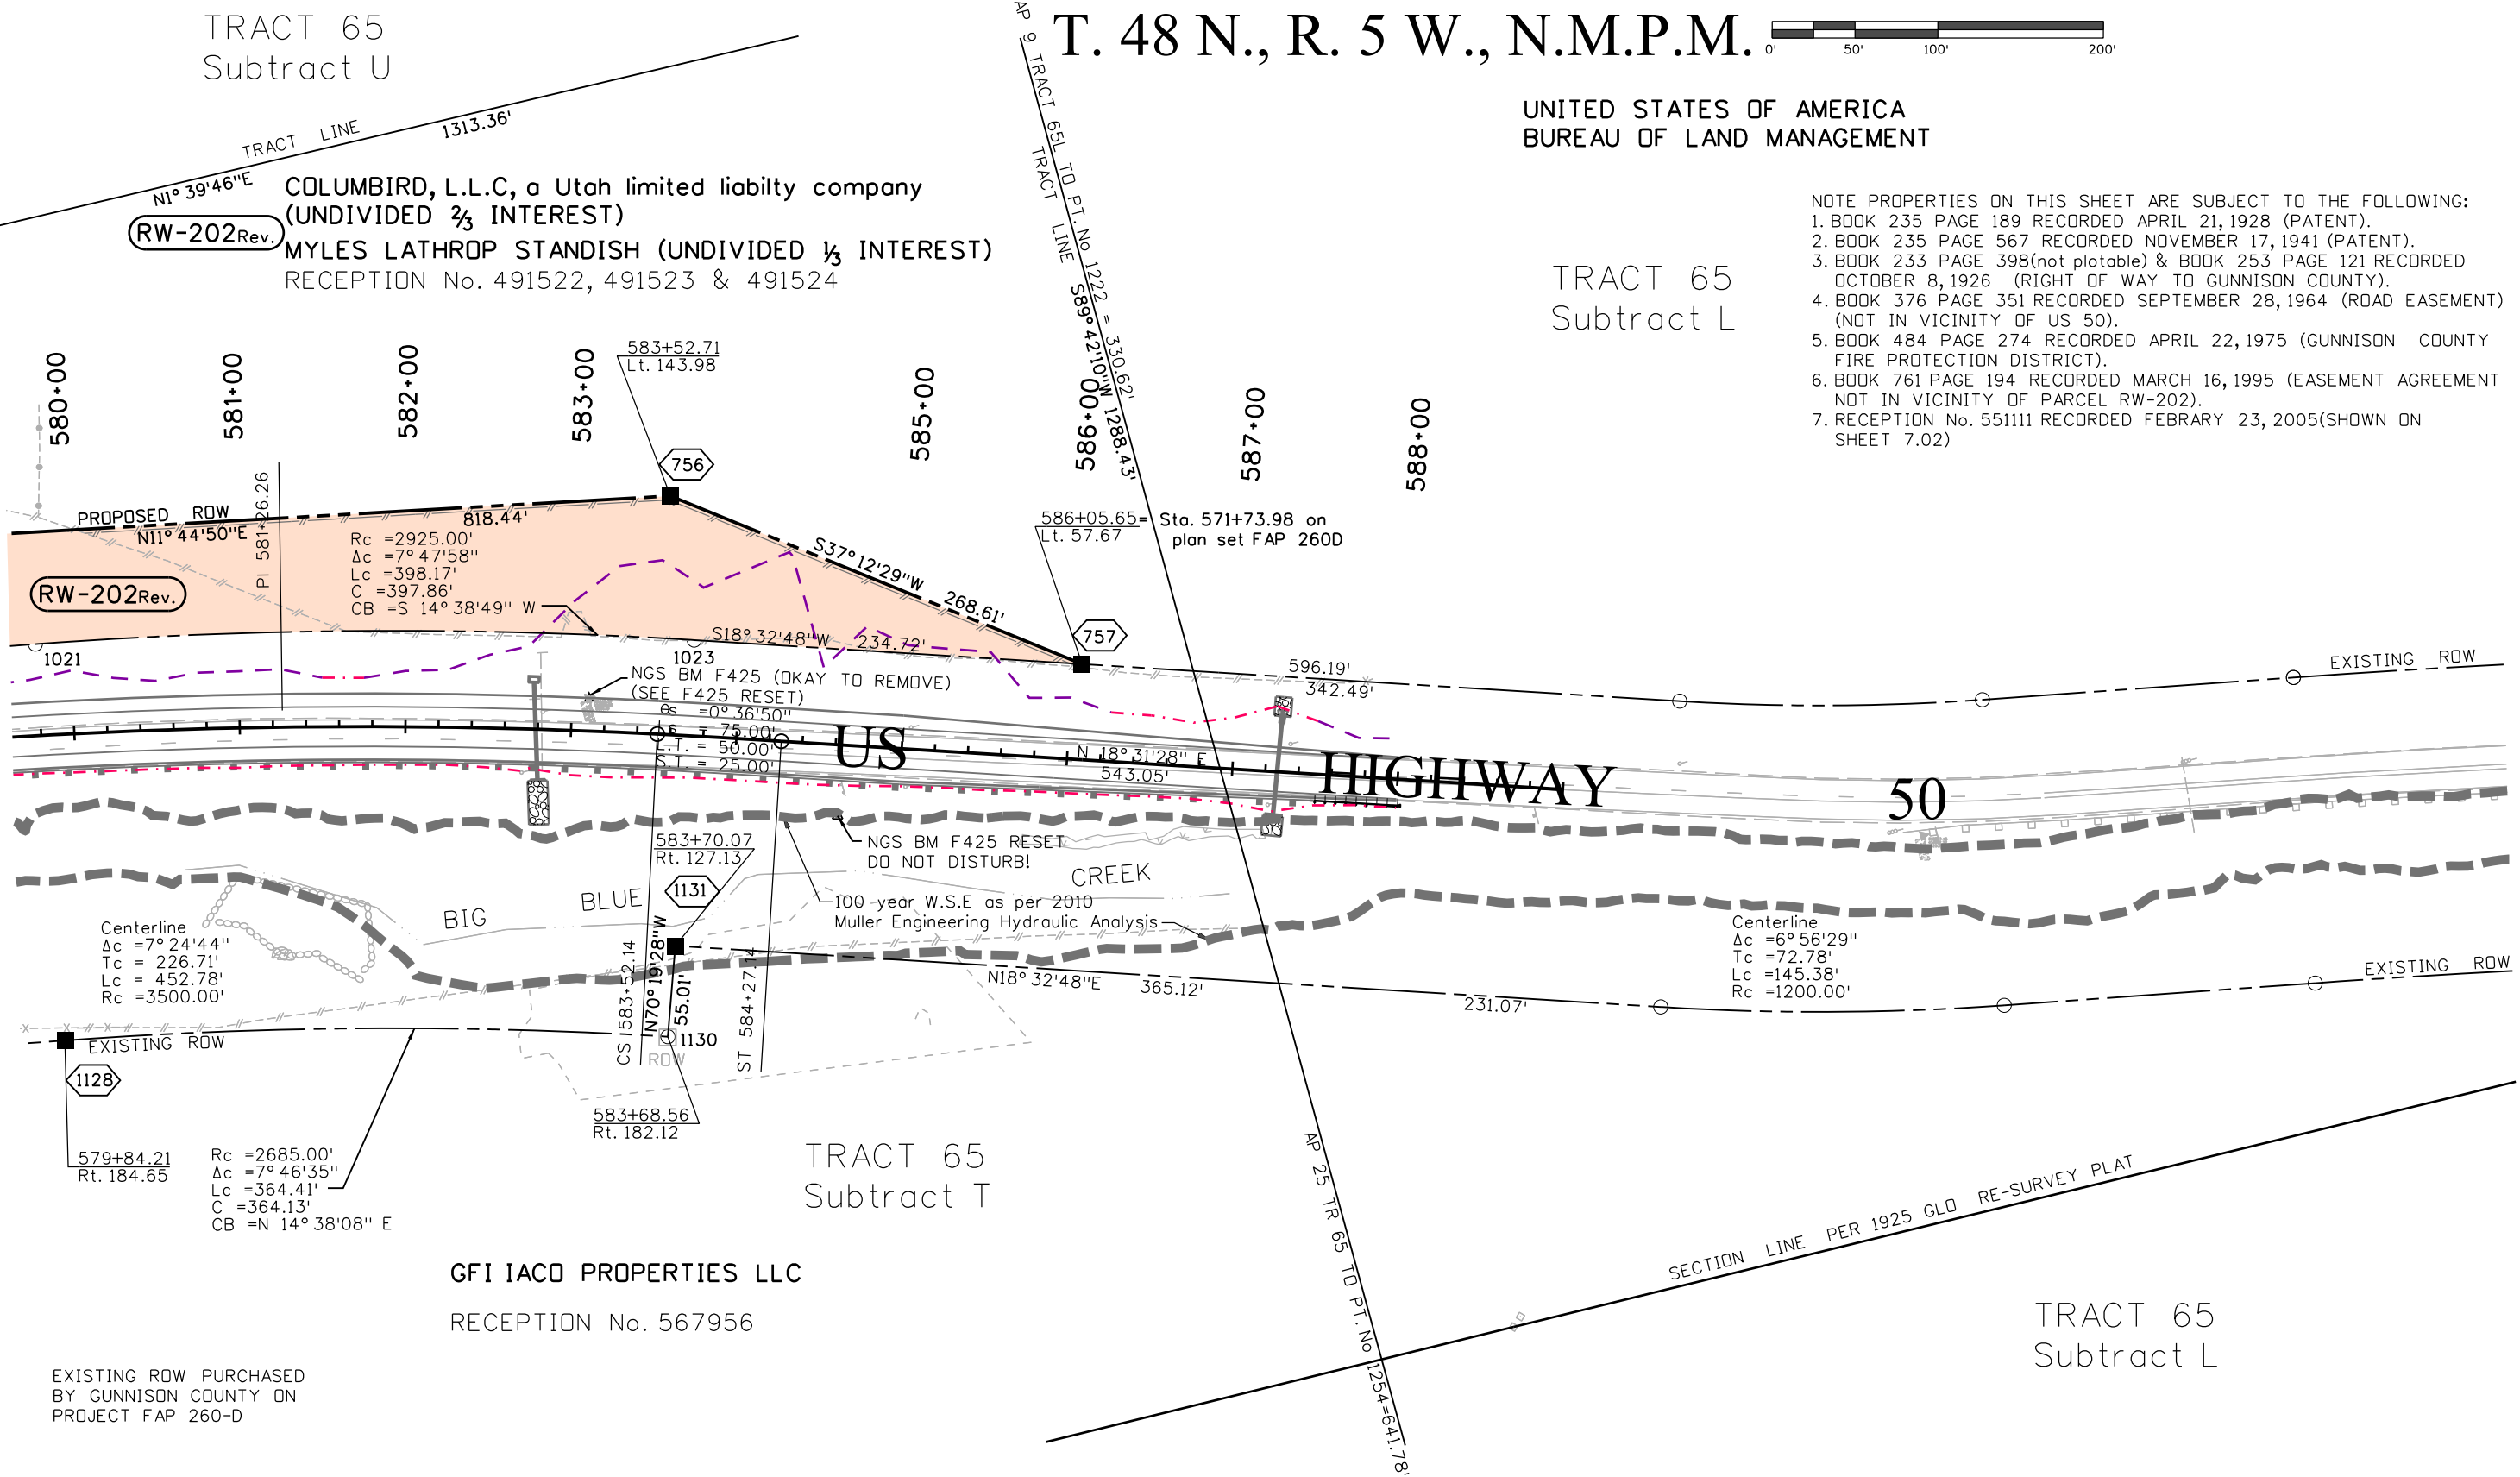 TRACT 65
Subtract U
T. 48 N., R. 5 W., N.M.P.M.
0' 50' 100' 200'
UNITED STATES OF AMERICA
BUREAU OF LAND MANAGEMENT
TRACT LINE 1313.36'
N1° 39'46"E
AP 9 TRACT 65L TO PT. No 1222 = 330.62'
TRACT LINE
S89° 42'10"W 1288.43'
COLUMBIRD, L.L.C, a Utah limited liabilty company
(UNDIVIDED ⅔ INTEREST)
RW-202Rev.
MYLES LATHROP STANDISH (UNDIVIDED ⅓ INTEREST)
RECEPTION No. 491522, 491523 & 491524
NOTE PROPERTIES ON THIS SHEET ARE SUBJECT TO THE FOLLOWING:
1. BOOK 235 PAGE 189 RECORDED APRIL 21, 1928 (PATENT).
2. BOOK 235 PAGE 567 RECORDED NOVEMBER 17, 1941 (PATENT).
3. BOOK 233 PAGE 398(not plotable) & BOOK 253 PAGE 121 RECORDED
OCTOBER 8, 1926 (RIGHT OF WAY TO GUNNISON COUNTY).
4. BOOK 376 PAGE 351 RECORDED SEPTEMBER 28, 1964 (ROAD EASEMENT)
(NOT IN VICINITY OF US 50).
5. BOOK 484 PAGE 274 RECORDED APRIL 22, 1975 (GUNNISON COUNTY
FIRE PROTECTION DISTRICT).
6. BOOK 761 PAGE 194 RECORDED MARCH 16, 1995 (EASEMENT AGREEMENT
NOT IN VICINITY OF PARCEL RW-202).
7. RECEPTION No. 551111 RECORDED FEBRARY 23, 2005(SHOWN ON
SHEET 7.02)
TRACT 65
Subtract L
580+00
581+00
582+00
583+00
585+00
586+00
587+00
588+00
583+52.71
Lt. 143.98
756
PI 581+26.26
PROPOSED ROW
N11° 44'50"E
818.44'
Rc =2925.00'
Δc =7° 47'58"
Lc =398.17'
C =397.86'
CB =S 14° 38'49" W
RW-202Rev.
S37° 12'29"W
268.61'
586+05.65= Sta. 571+73.98 on
Lt. 57.67 plan set FAP 260D
757
1021
1023
S18° 32'48"W 234.72'
596.19'
342.49'
EXISTING ROW
NGS BM F425 (OKAY TO REMOVE)
(SEE F425 RESET)
Θs =0° 36'50"
Ls = 75.00'
L.T. = 50.00'
S.T. = 25.00'
US HIGHWAY 50
N 18° 31'28" E
543.05'
NGS BM F425 RESET
DO NOT DISTURB!
583+70.07
Rt. 127.13
1131
BIG BLUE CREEK
100 year W.S.E as per 2010
Muller Engineering Hydraulic Analysis
Centerline
Δc =7° 24'44"
Tc = 226.71'
Lc = 452.78'
Rc =3500.00'
Centerline
Δc =6° 56'29"
Tc =72.78'
Lc =145.38'
Rc =1200.00'
CS 583+52.14
N70° 19'28"W
55.01'
ST 584+27.14
N18° 32'48"E 365.12'
231.07'
EXISTING ROW
EXISTING ROW
1130
ROW
1128
583+68.56
Rt. 182.12
579+84.21
Rt. 184.65
Rc =2685.00'
Δc =7° 46'35"
Lc =364.41'
C =364.13'
CB =N 14° 38'08" E
TRACT 65
Subtract T
AP 25 TR 65 TO PT. No 1254=641.78'
SECTION LINE PER 1925 GLO RE-SURVEY PLAT
GFI IACO PROPERTIES LLC
RECEPTION No. 567956
TRACT 65
Subtract L
EXISTING ROW PURCHASED
BY GUNNISON COUNTY ON
PROJECT FAP 260-D